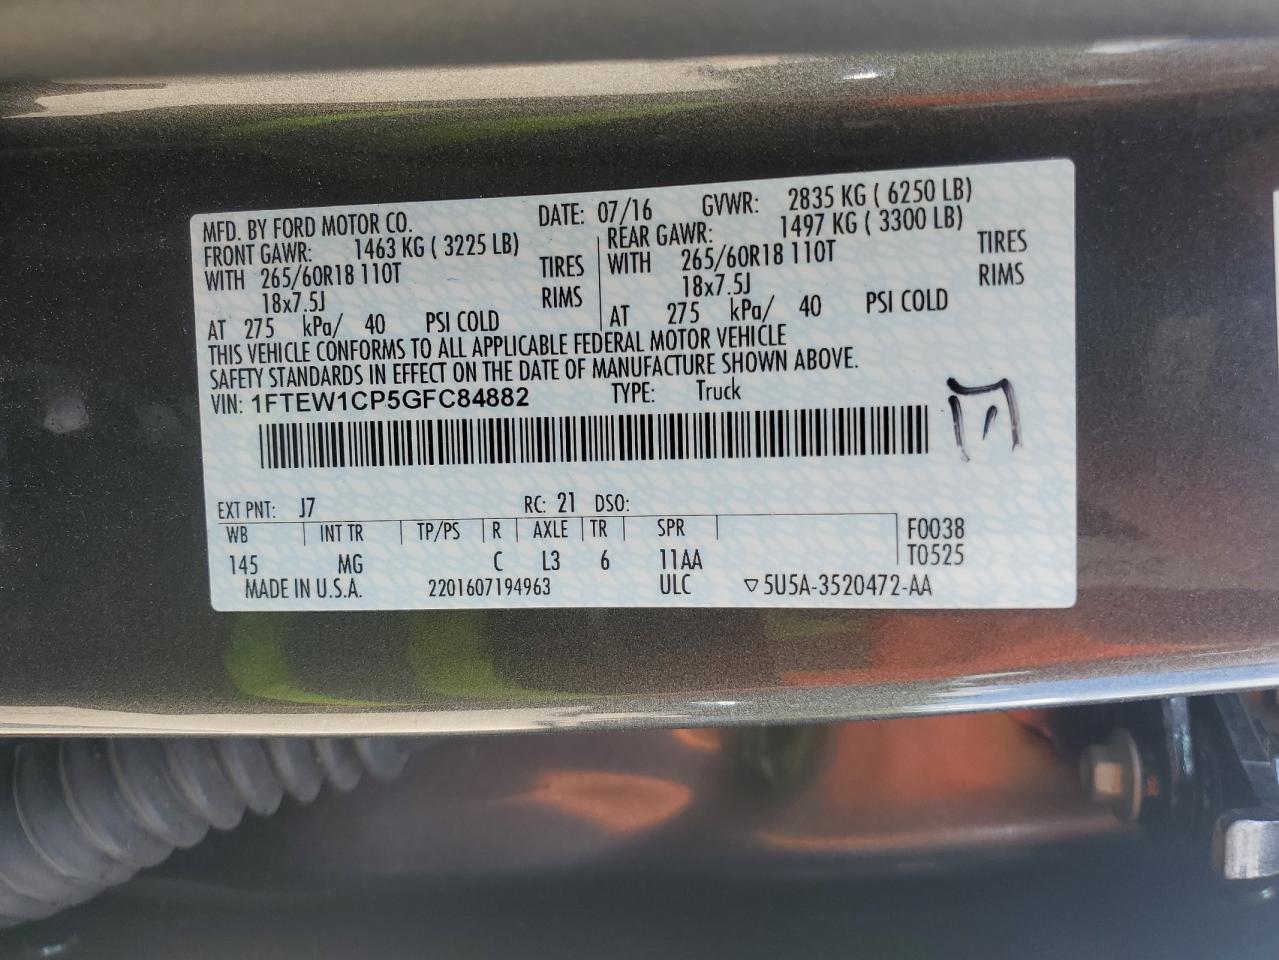 MFD. BY FORD MOTOR CO. DATE: 07/16 GVWR: 2835 KG ( 6250 LB)
FRONT GAWR: 1463 KG ( 3225 LB) REAR GAWR: 1497 KG ( 3300 LB)
WITH 265/60R18 110T TIRES WITH 265/60R18 110T TIRES
18x7.5J RIMS 18x7.5J RIMS
AT 275 kPa/ 40 PSI COLD AT 275 kPa/ 40 PSI COLD
THIS VEHICLE CONFORMS TO ALL APPLICABLE FEDERAL MOTOR VEHICLE
SAFETY STANDARDS IN EFFECT ON THE DATE OF MANUFACTURE SHOWN ABOVE.
VIN: 1FTEW1CP5GFC84882 TYPE: Truck
EXT PNT: J7 RC: 21 DSO:
WB INT TR TP/PS R AXLE TR SPR F0038
145 MG C L3 6 11AA T0525
MADE IN U.S.A. 2201607194963 ULC ▽5U5A-3520472-AA